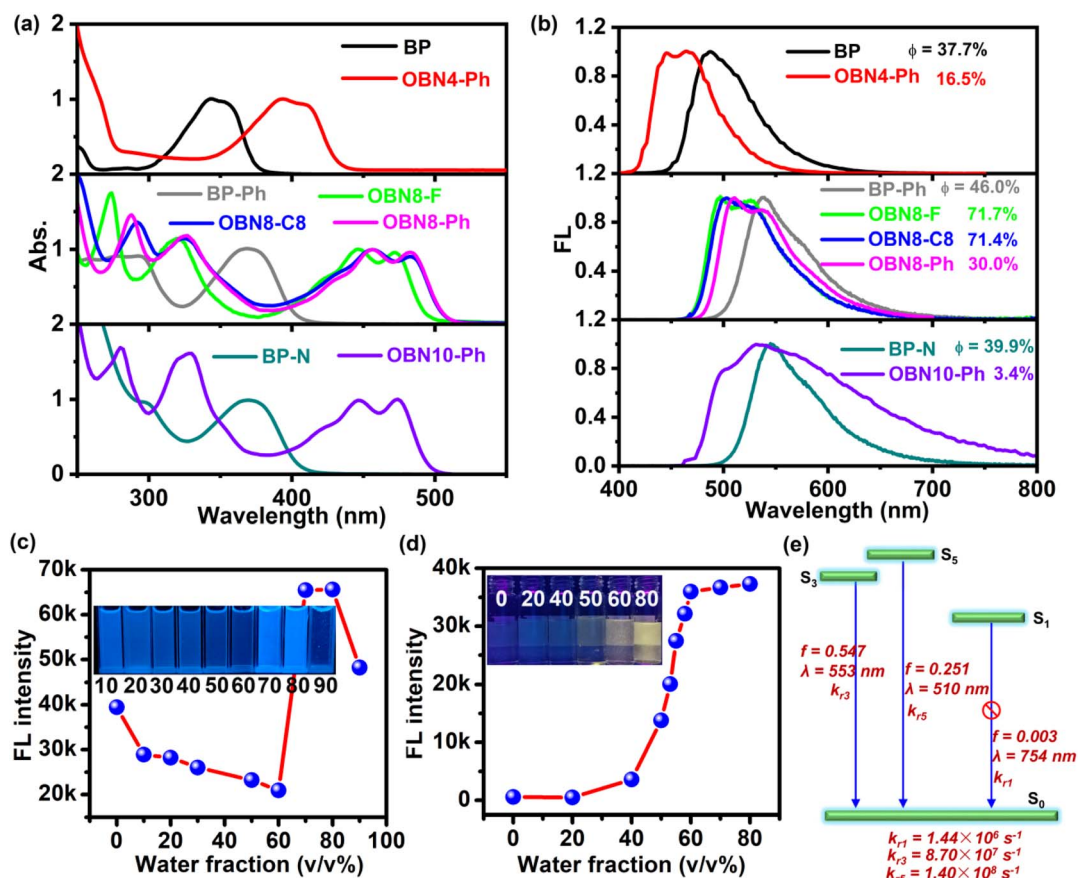 (a)
2
BP
OBN4-Ph
1
2
BP-Ph
OBN8-F
OBN8-C8
OBN8-Ph
Abs.
1
2
BP-N
OBN10-Ph
1
0
300 400 500
Wavelength (nm)
(b)
1.2
BP ϕ = 37.7%
OBN4-Ph 16.5%
0.8
0.4
1.2
BP-Ph ϕ = 46.0%
OBN8-F 71.7%
OBN8-C8 71.4%
OBN8-Ph 30.0%
FL
0.8
0.4
1.2
BP-N ϕ = 39.9%
OBN10-Ph 3.4%
0.8
0.4
0.0
400 500 600 700 800
Wavelength (nm)
(c)
70k
60k
50k
40k
30k
20k
FL intensity
10 20 30 40 50 60 70 80 90
0 20 40 60 80 100
Water fraction (v/v%)
(d)
40k
30k
20k
10k
0
FL intensity
0 20 40 50 60 80
0 20 40 60 80
Water fraction (v/v%)
(e)
S5
S3
S1
f = 0.547
λ = 553 nm
kr3
f = 0.251
λ = 510 nm
kr5
f = 0.003
λ = 754 nm
kr1
S0
kr1 = 1.44×10⁶ s⁻¹
kr3 = 8.70×10⁷ s⁻¹
kr5 = 1.40×10⁸ s⁻¹